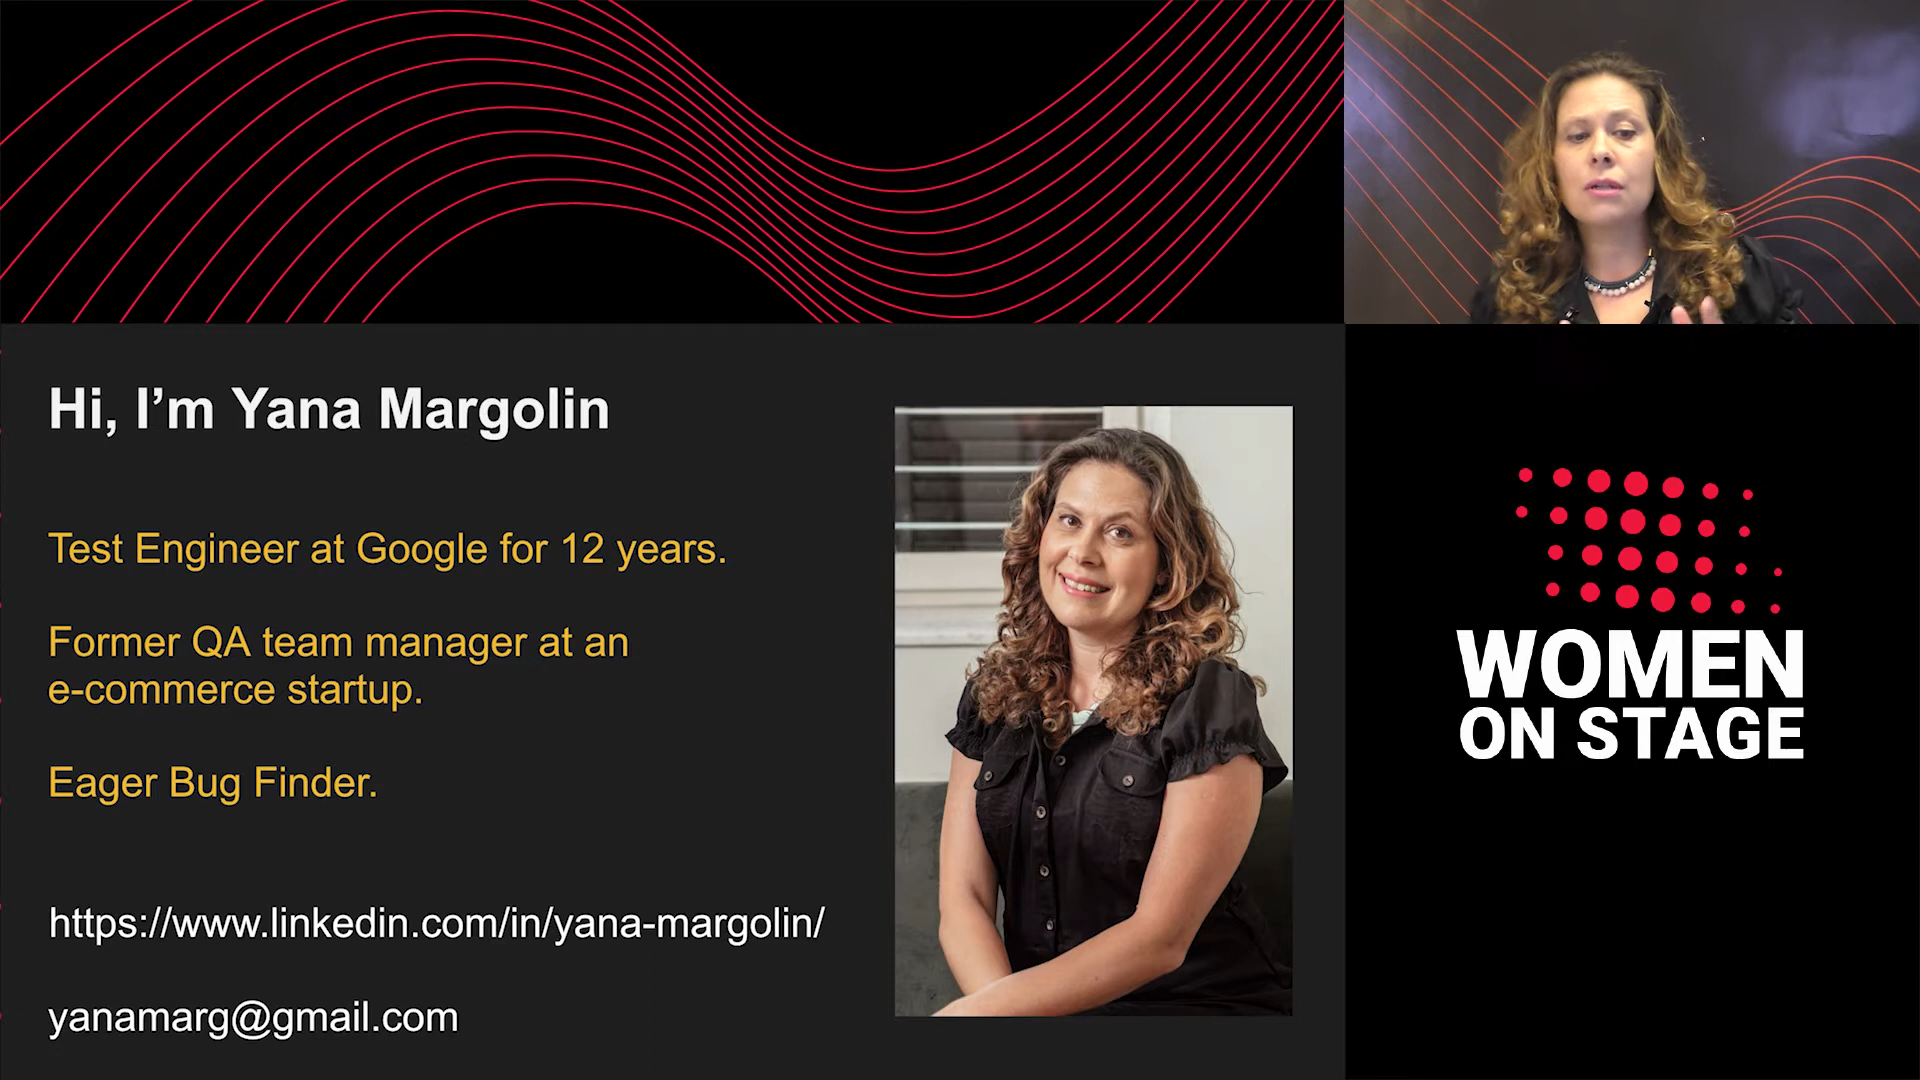 Hi, I’m Yana Margolin
Test Engineer at Google for 12 years.
Former QA team manager at an
e-commerce startup.
Eager Bug Finder.
https://www.linkedin.com/in/yana-margolin/
yanamarg@gmail.com
WOMEN
ON STAGE